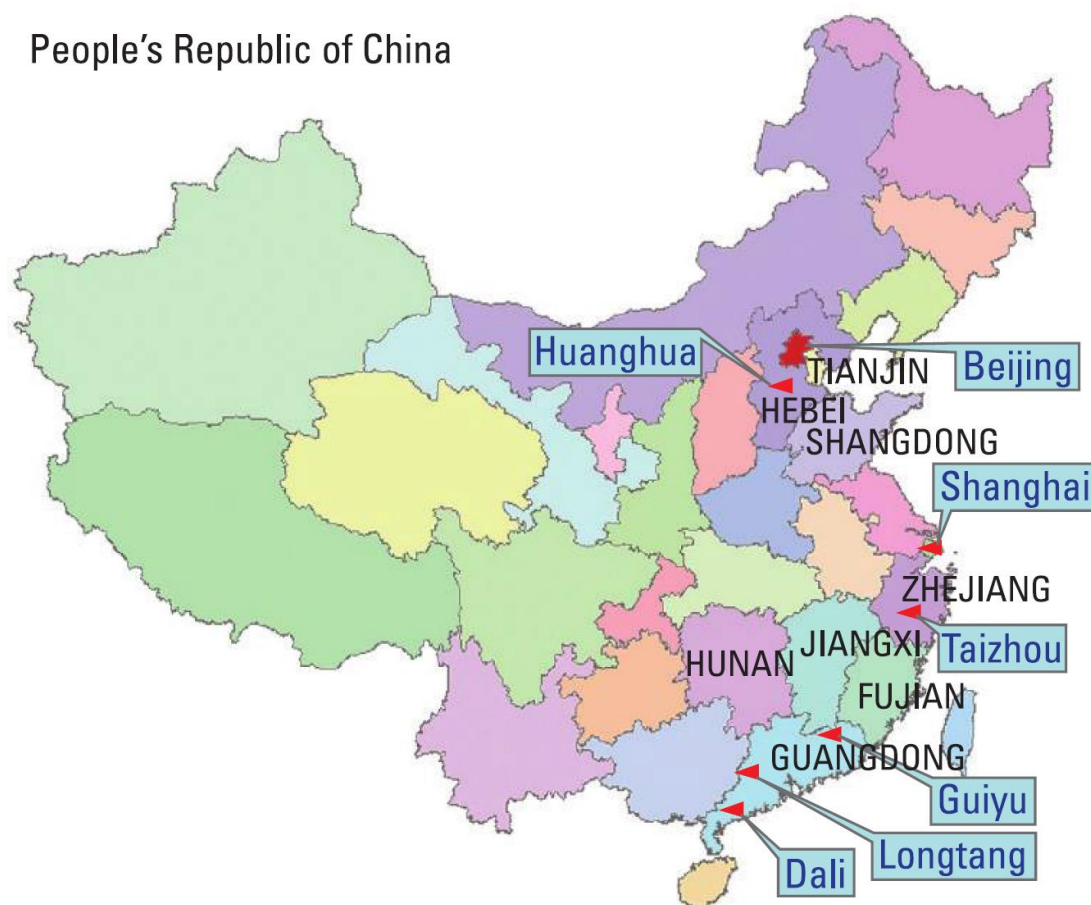 People's Republic of China
Huanghua
Beijing
TIANJIN
HEBEI
SHANGDONG
Shanghai
ZHEJIANG
Taizhou
JIANGXI
HUNAN
FUJIAN
GUANGDONG
Guiyu
Longtang
Dali